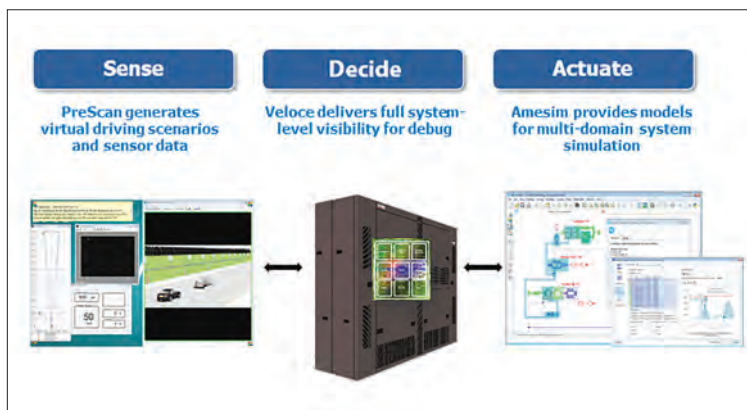 Sense
PreScan generates
virtual driving scenarios
and sensor data
Decide
Veloce delivers full system-
level visibility for debug
Actuate
Amesim provides models
for multi-domain system
simulation
50